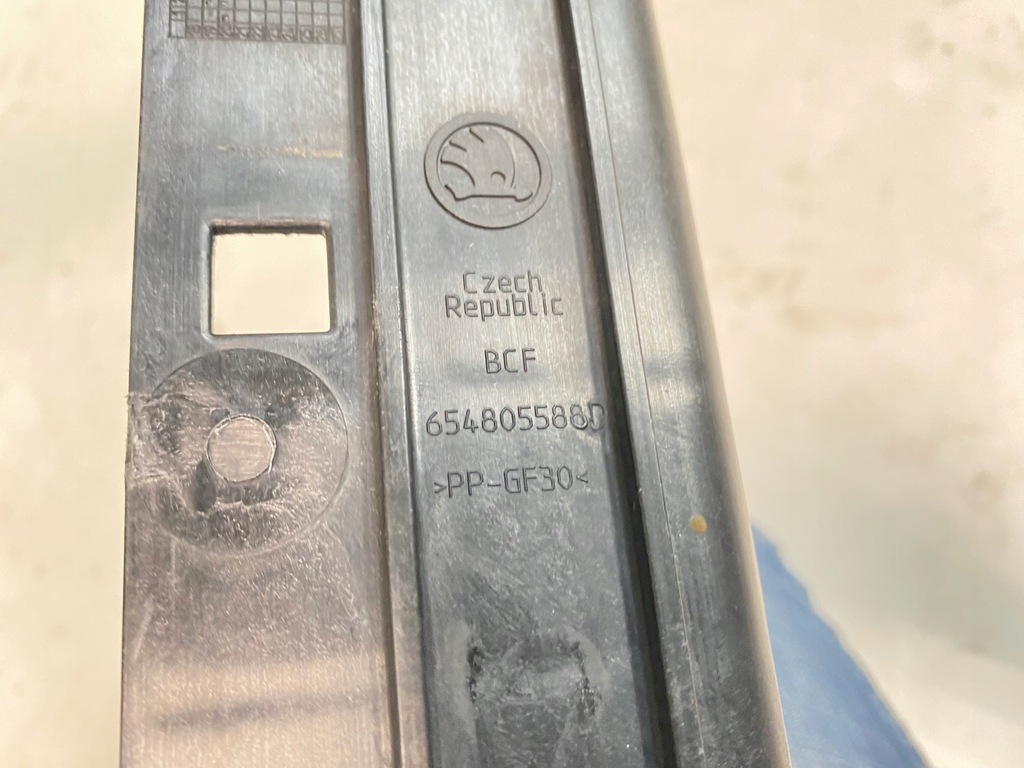 Czech
Republic
BCF
654805588D
>PP-GF30<